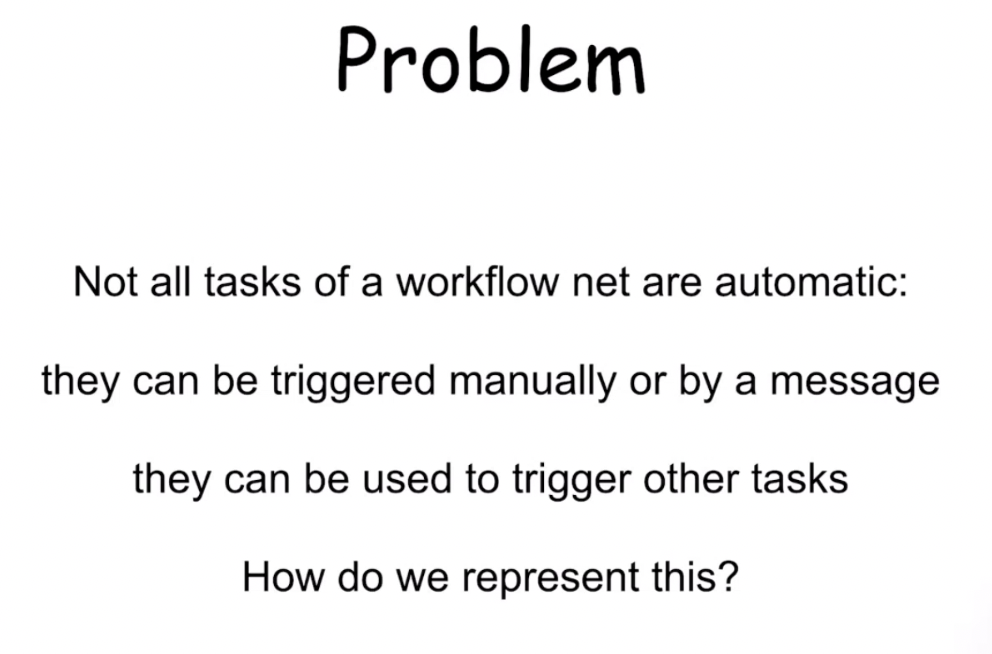 Problem
Not all tasks of a workflow net are automatic:
they can be triggered manually or by a message
they can be used to trigger other tasks
How do we represent this?